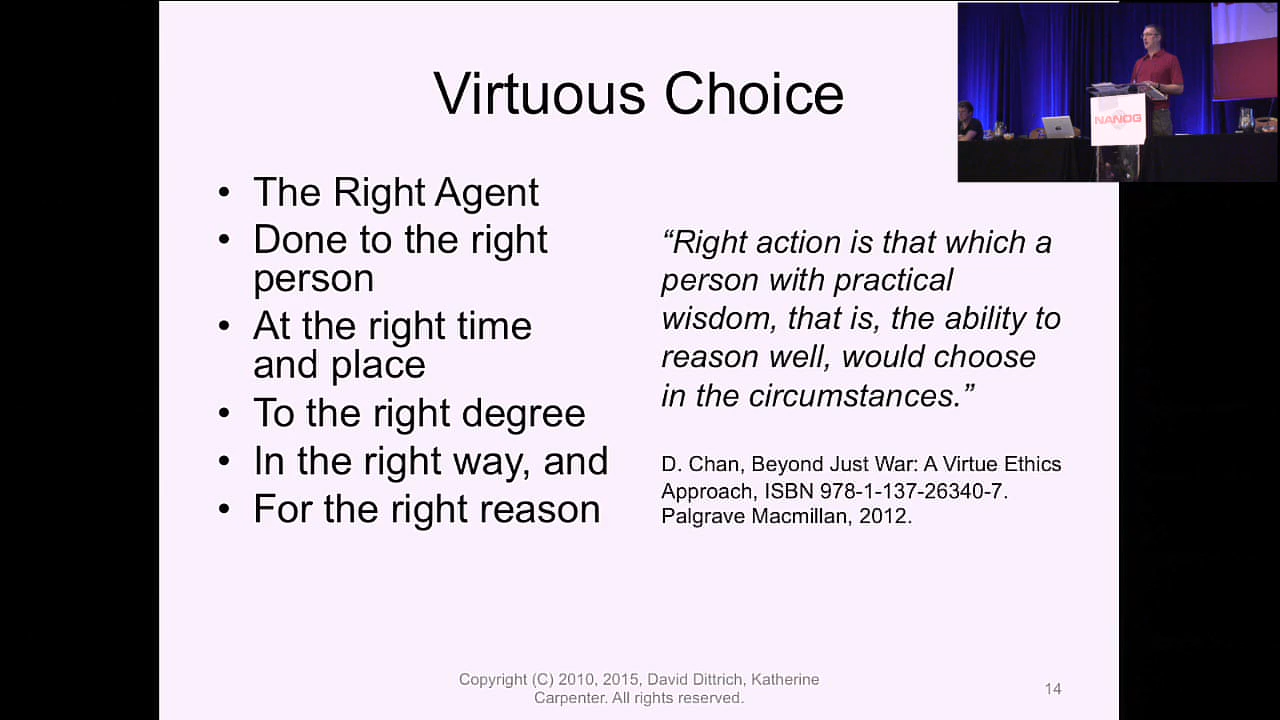 Virtuous Choice
• The Right Agent
• Done to the right
person
• At the right time
and place
• To the right degree
• In the right way, and
• For the right reason
“Right action is that which a
person with practical
wisdom, that is, the ability to
reason well, would choose
in the circumstances.”
D. Chan, Beyond Just War: A Virtue Ethics
Approach, ISBN 978-1-137-26340-7.
Palgrave Macmillan, 2012.
NANOG
Copyright (C) 2010, 2015, David Dittrich, Katherine
Carpenter. All rights reserved.
14